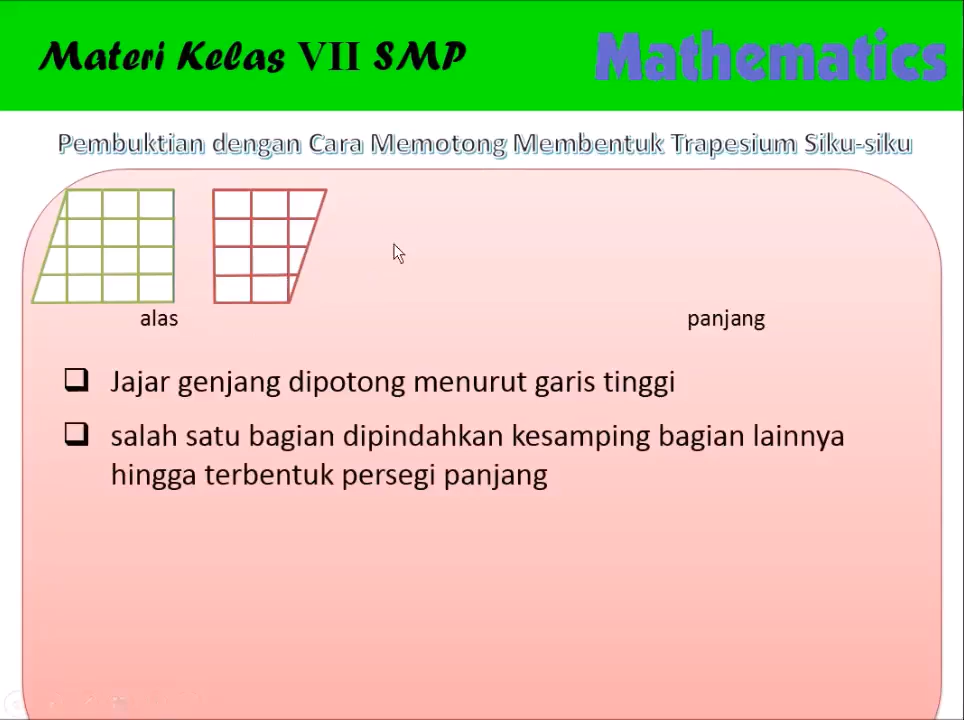 Materi Kelas VII SMP
Mathematics
Pembuktian dengan Cara Memotong Membentuk Trapesium Siku-siku
alas
panjang
Jajar genjang dipotong menurut garis tinggi
salah satu bagian dipindahkan kesamping bagian lainnya
hingga terbentuk persegi panjang